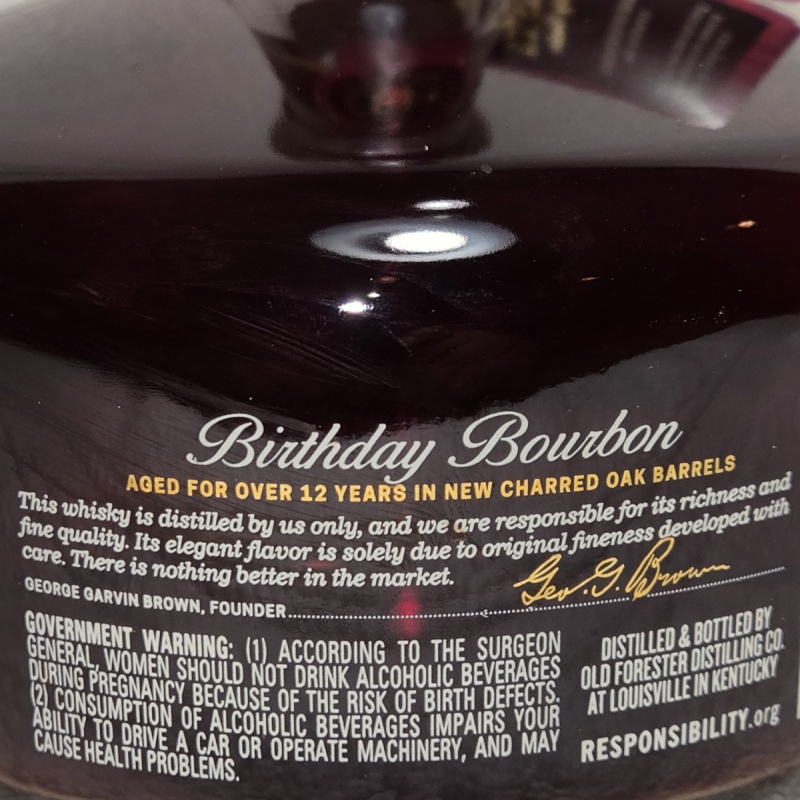 Birthday Bourbon
AGED FOR OVER 12 YEARS IN NEW CHARRED OAK BARRELS
This whisky is distilled by us only, and we are responsible for its richness and
fine quality. Its elegant flavor is solely due to original fineness developed with
care. There is nothing better in the market.
Geo. G. Brown
GEORGE GARVIN BROWN, FOUNDER
GOVERNMENT WARNING: (1) ACCORDING TO THE SURGEON
GENERAL, WOMEN SHOULD NOT DRINK ALCOHOLIC BEVERAGES
DURING PREGNANCY BECAUSE OF THE RISK OF BIRTH DEFECTS.
(2) CONSUMPTION OF ALCOHOLIC BEVERAGES IMPAIRS YOUR
ABILITY TO DRIVE A CAR OR OPERATE MACHINERY, AND MAY
CAUSE HEALTH PROBLEMS.
DISTILLED & BOTTLED BY
OLD FORESTER DISTILLING CO.
AT LOUISVILLE IN KENTUCKY
RESPONSIBILITY.org